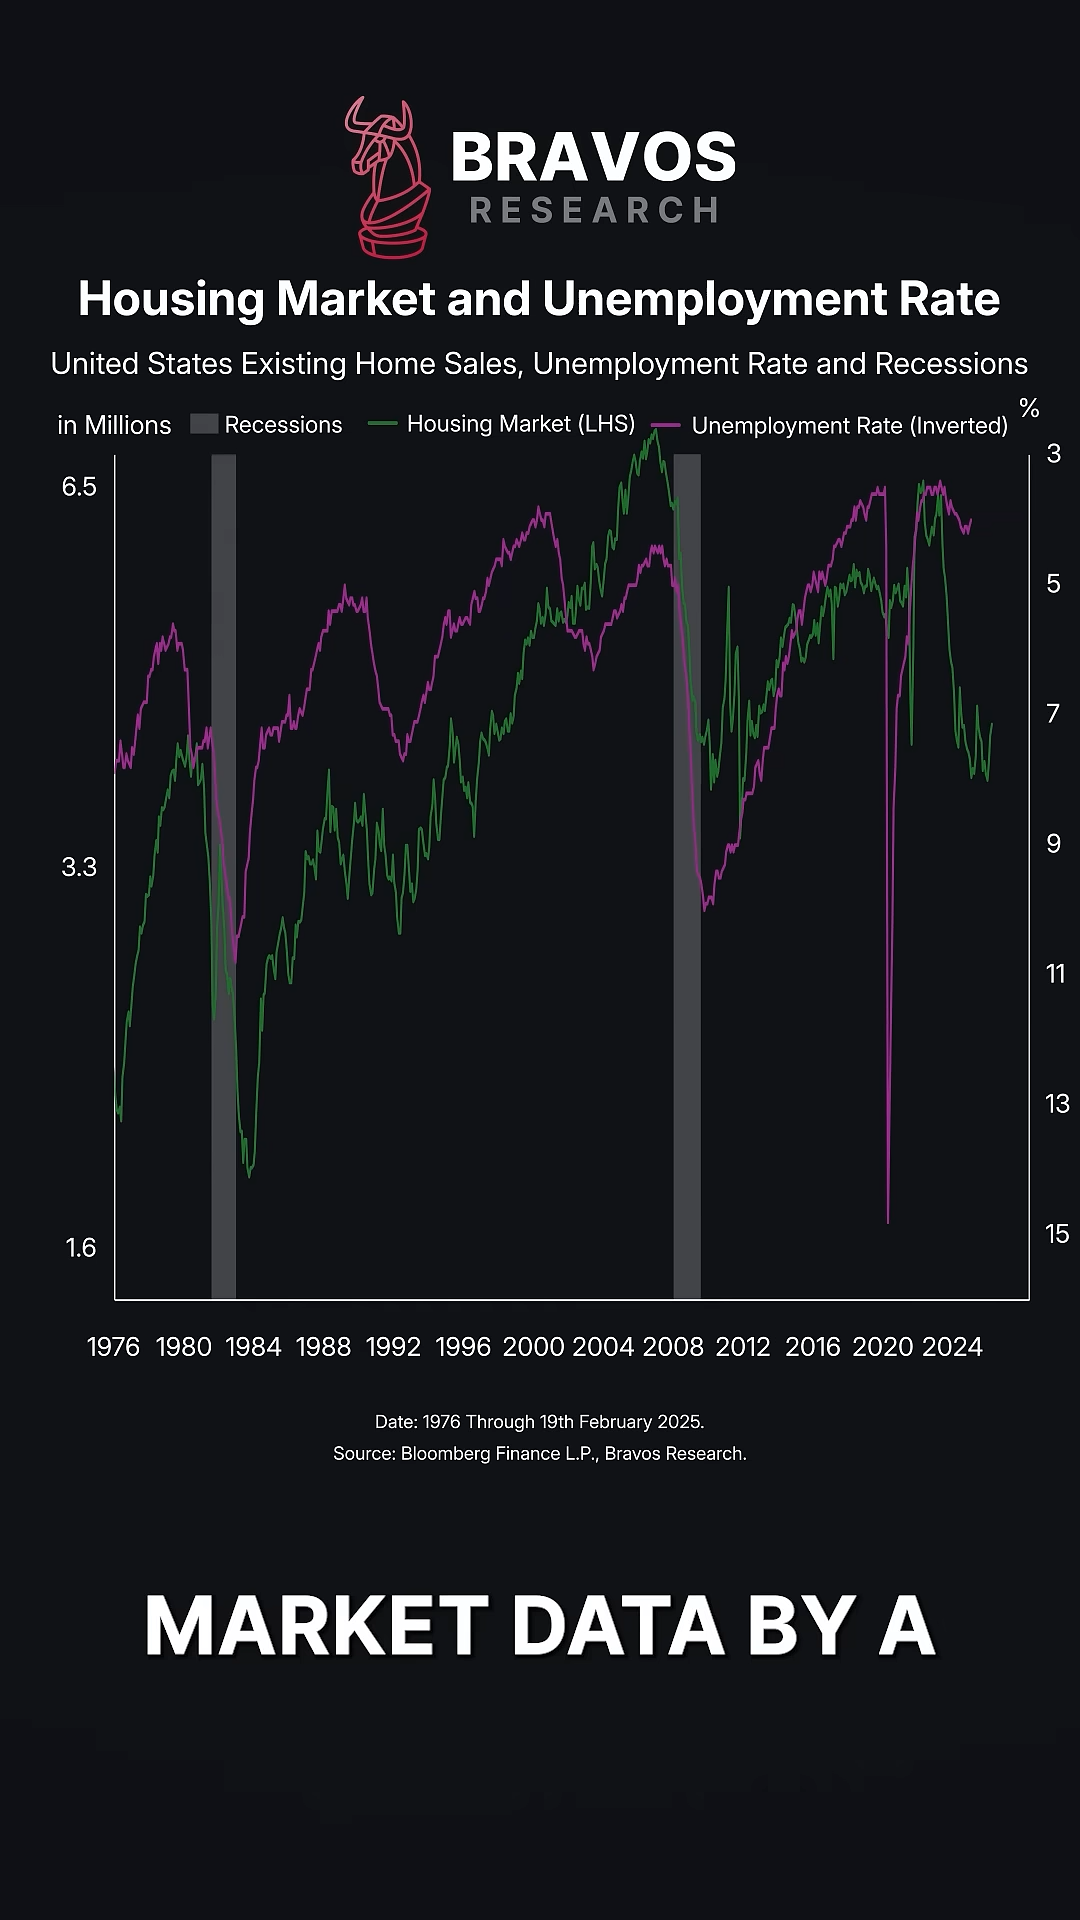 BRAVOS
RESEARCH
Housing Market and Unemployment Rate
United States Existing Home Sales, Unemployment Rate and Recessions
in Millions Recessions Housing Market (LHS) Unemployment Rate (Inverted) %
6.5
3.3
1.6
3
5
7
9
11
13
15
1976 1980 1984 1988 1992 1996 2000 2004 2008 2012 2016 2020 2024
Date: 1976 Through 19th February 2025.
Source: Bloomberg Finance L.P., Bravos Research.
MARKET DATA BY A